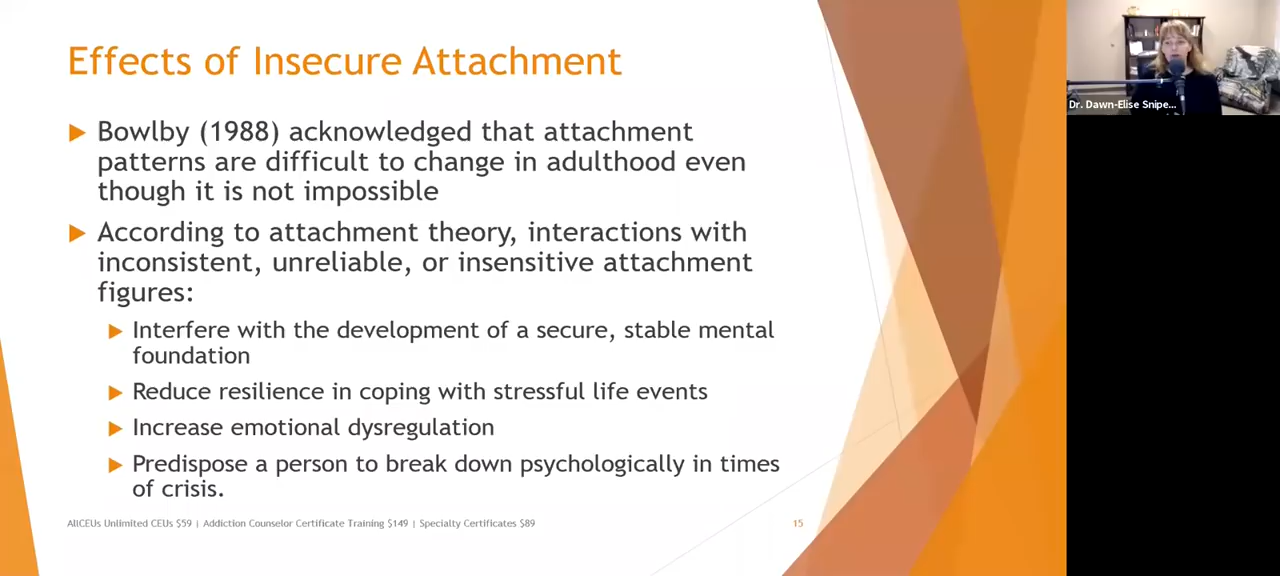 Effects of Insecure Attachment
Bowlby (1988) acknowledged that attachment
patterns are difficult to change in adulthood even
though it is not impossible
According to attachment theory, interactions with
inconsistent, unreliable, or insensitive attachment
figures:
Interfere with the development of a secure, stable mental
foundation
Reduce resilience in coping with stressful life events
Increase emotional dysregulation
Predispose a person to break down psychologically in times
of crisis.
AllCEUs Unlimited CEUs $59 | Addiction Counselor Certificate Training $149 | Specialty Certificates $89
15
Dr. Dawn-Elise Snipe...